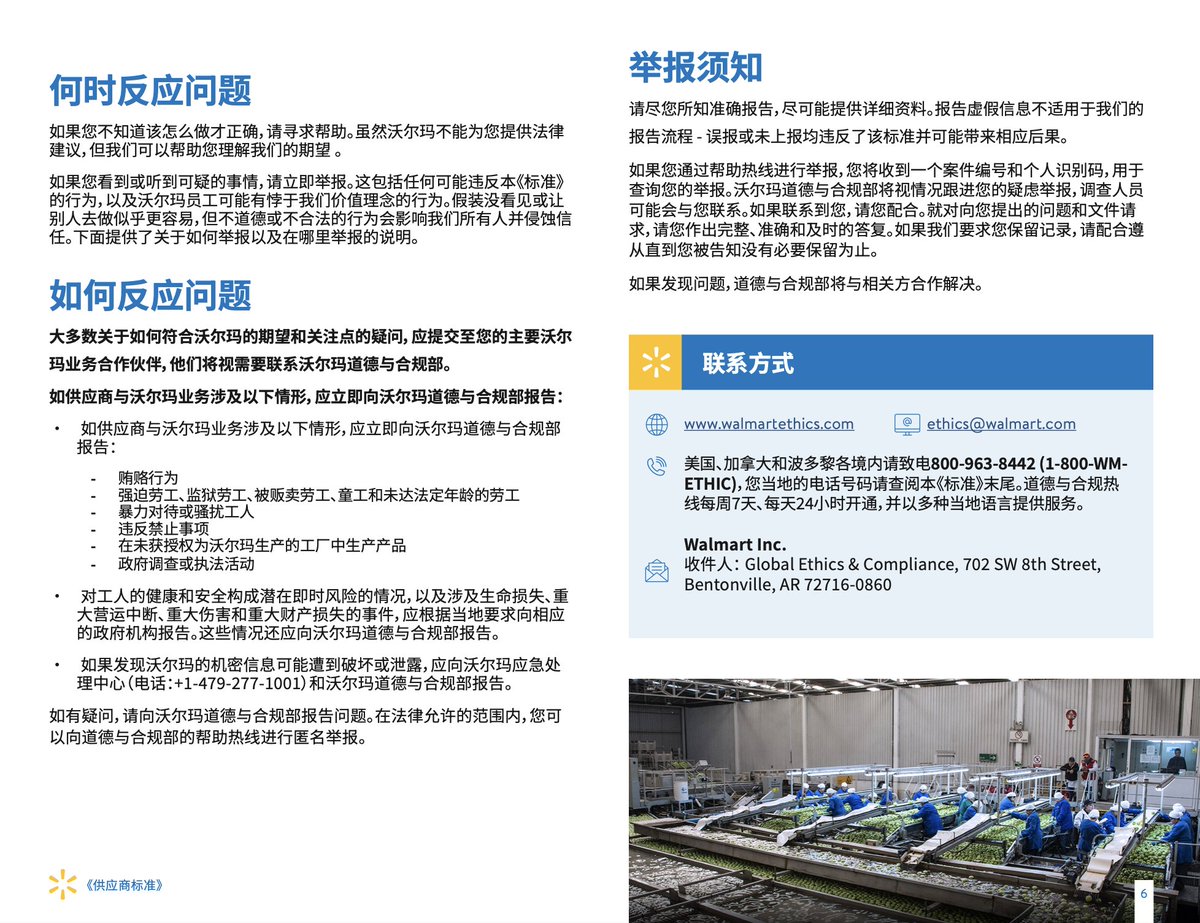 何时反应问题
如果您不知道该怎么做才正确，请寻求帮助。虽然沃尔玛不能为您提供法律
建议，但我们可以帮助您理解我们的期望 。
如果您看到或听到可疑的事情，请立即举报。这包括任何可能违反本《标准》
的行为，以及沃尔玛员工可能有悖于我们价值理念的行为。假装没看见或让
别人去做似乎更容易，但不道德或不合法的行为会影响我们所有人并侵蚀信
任。下面提供了关于如何举报以及在哪里举报的说明。
如何反应问题
大多数关于如何符合沃尔玛的期望和关注点的疑问，应提交至您的主要沃尔
玛业务合作伙伴，他们将视需要联系沃尔玛道德与合规部。
如供应商与沃尔玛业务涉及以下情形，应立即向沃尔玛道德与合规部报告：
• 如供应商与沃尔玛业务涉及以下情形，应立即向沃尔玛道德与合规部
报告：
- 贿赂行为
- 强迫劳工、监狱劳工、被贩卖劳工、童工和未达法定年龄的劳工
- 暴力对待或骚扰工人
- 违反禁止事项
- 在未获授权为沃尔玛生产的工厂中生产产品
- 政府调查或执法活动
• 对工人的健康和安全构成潜在即时风险的情况，以及涉及生命损失、重
大营运中断、重大伤害和重大财产损失的事件，应根据当地要求向相应
的政府机构报告。这些情况还应向沃尔玛道德与合规部报告。
• 如果发现沃尔玛的机密信息可能遭到破坏或泄露，应向沃尔玛应急处
理中心（电话：+1-479-277-1001）和沃尔玛道德与合规部报告。
如有疑问，请向沃尔玛道德与合规部报告问题。在法律允许的范围内，您可
以向道德与合规部的帮助热线进行匿名举报。
《供应商标准》
举报须知
请尽您所知准确报告，尽可能提供详细资料。报告虚假信息不适用于我们的
报告流程 - 误报或未上报均违反了该标准并可能带来相应后果。
如果您通过帮助热线进行举报，您将收到一个案件编号和个人识别码，用于
查询您的举报。沃尔玛道德与合规部将视情况跟进您的疑虑举报，调查人员
可能会与您联系。如果联系到您，请您配合。就对向您提出的问题和文件请
求，请您作出完整、准确和及时的答复。如果我们要求您保留记录，请配合遵
从直到您被告知没有必要保留为止。
如果发现问题，道德与合规部将与相关方合作解决。
联系方式
www.walmartethics.com
ethics@walmart.com
美国、加拿大和波多黎各境内请致电800-963-8442 (1-800-WM-
ETHIC)，您当地的电话号码请查阅本《标准》末尾。道德与合规热
线每周7天、每天24小时开通，并以多种当地语言提供服务。
Walmart Inc.
收件人：Global Ethics & Compliance, 702 SW 8th Street,
Bentonville, AR 72716-0860
6